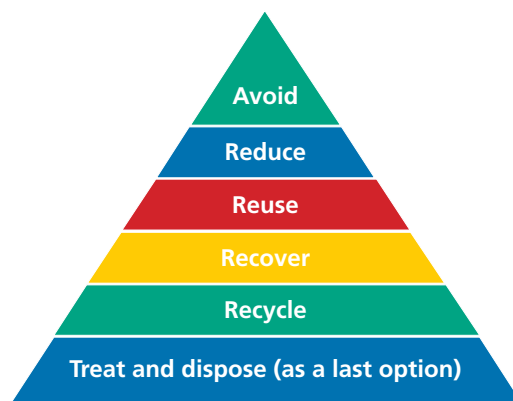 Avoid
Reduce
Reuse
Recover
Recycle
Treat and dispose (as a last option)